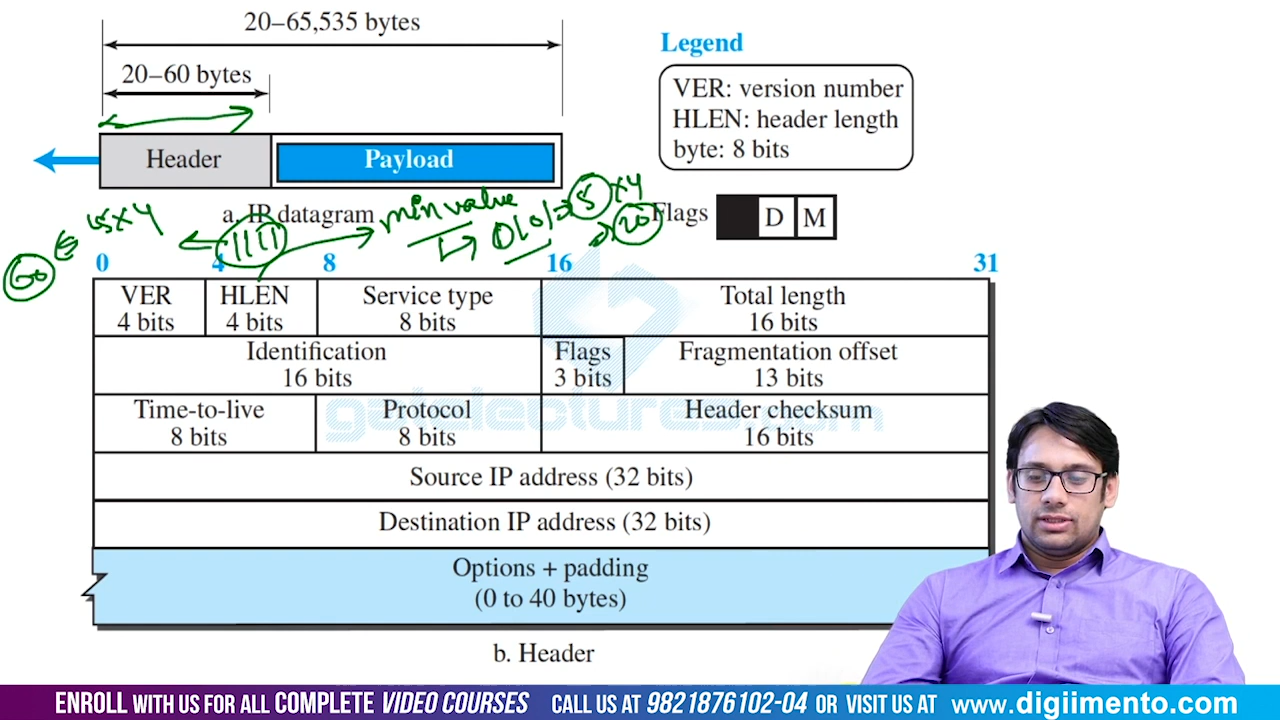 20–65,535 bytes
20–60 bytes
Header
Payload
a. IP datagram
Legend
VER: version number
HLEN: header length
byte: 8 bits
Flags D M
min value
0101 ⇒ 5 ×4
⇒ 20
1111
15×4
60
0 4 8 16 31
VER
4 bits
HLEN
4 bits
Service type
8 bits
Total length
16 bits
Identification
16 bits
Flags
3 bits
Fragmentation offset
13 bits
Time-to-live
8 bits
Protocol
8 bits
Header checksum
16 bits
gatelectures.com
Source IP address (32 bits)
Destination IP address (32 bits)
Options + padding
(0 to 40 bytes)
b. Header
ENROLL WITH US FOR ALL COMPLETE VIDEO COURSES CALL US AT 9821876102-04 OR VISIT US AT www.digiimento.com